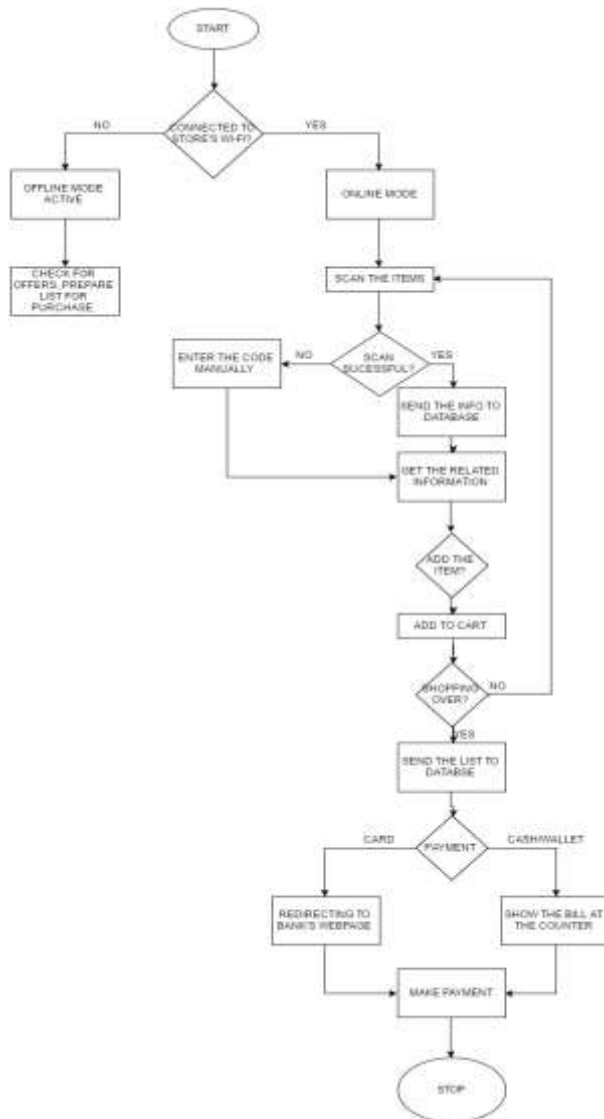 START
CONNECTED TO
STORE'S WI-FI?
NO
YES
OFFLINE MODE
ACTIVE
ONLINE MODE
CHECK FOR
OFFERS, PREPARE
LIST FOR
PURCHASE
SCAN THE ITEMS
SCAN
SUCESSFUL?
NO
YES
ENTER THE CODE
MANUALLY
SEND THE INFO TO
DATABASE
GET THE RELATED
INFORMATION
ADD THE
ITEM?
ADD TO CART
SHOPPING
OVER?
NO
YES
SEND THE LIST TO
DATABSE
PAYMENT
CARD
CASH/WALLET
REDIRECTING TO
BANK'S WEBPAGE
SHOW THE BILL AT
THE COUNTER
MAKE PAYMENT
STOP